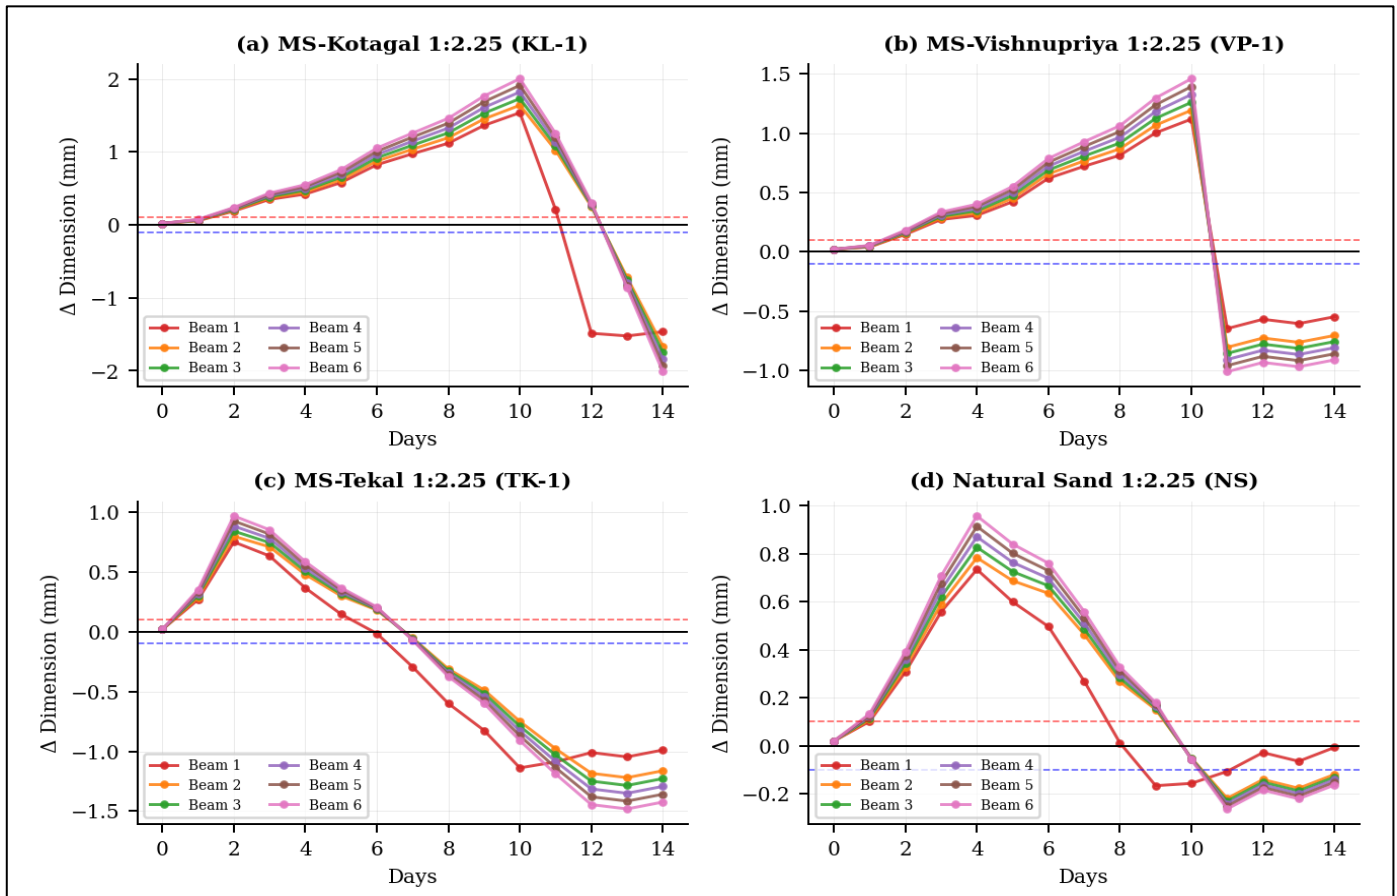 (a) MS-Kotagal 1:2.25 (KL-1)
Δ Dimension (mm)
2
1
0
−1
−2
Beam 1
Beam 2
Beam 3
Beam 4
Beam 5
Beam 6
0 2 4 6 8 10 12 14
Days
(b) MS-Vishnupriya 1:2.25 (VP-1)
Δ Dimension (mm)
1.5
1.0
0.5
0.0
−0.5
−1.0
Beam 1
Beam 2
Beam 3
Beam 4
Beam 5
Beam 6
0 2 4 6 8 10 12 14
Days
(c) MS-Tekal 1:2.25 (TK-1)
Δ Dimension (mm)
1.0
0.5
0.0
−0.5
−1.0
−1.5
Beam 1
Beam 2
Beam 3
Beam 4
Beam 5
Beam 6
0 2 4 6 8 10 12 14
Days
(d) Natural Sand 1:2.25 (NS)
Δ Dimension (mm)
1.0
0.8
0.6
0.4
0.2
0.0
−0.2
Beam 1
Beam 2
Beam 3
Beam 4
Beam 5
Beam 6
0 2 4 6 8 10 12 14
Days